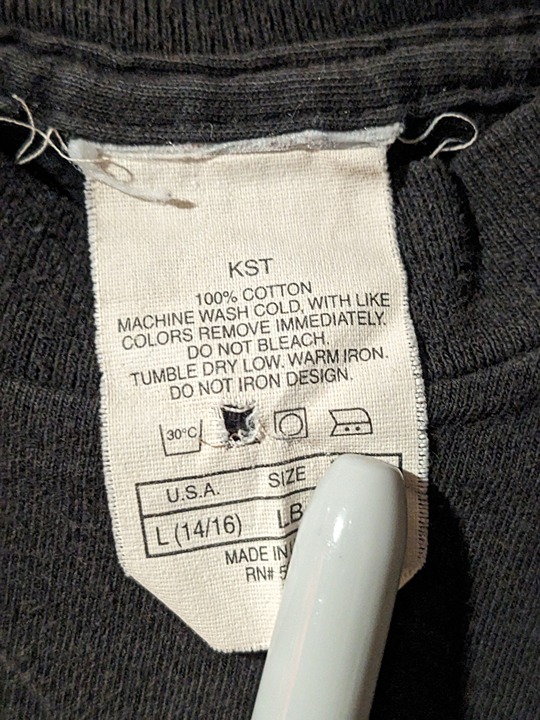 KST
100% COTTON
MACHINE WASH COLD, WITH LIKE
COLORS REMOVE IMMEDIATELY.
DO NOT BLEACH.
TUMBLE DRY LOW. WARM IRON.
DO NOT IRON DESIGN.
30°C
U.S.A. SIZE
L (14/16)
MADE IN
RN#